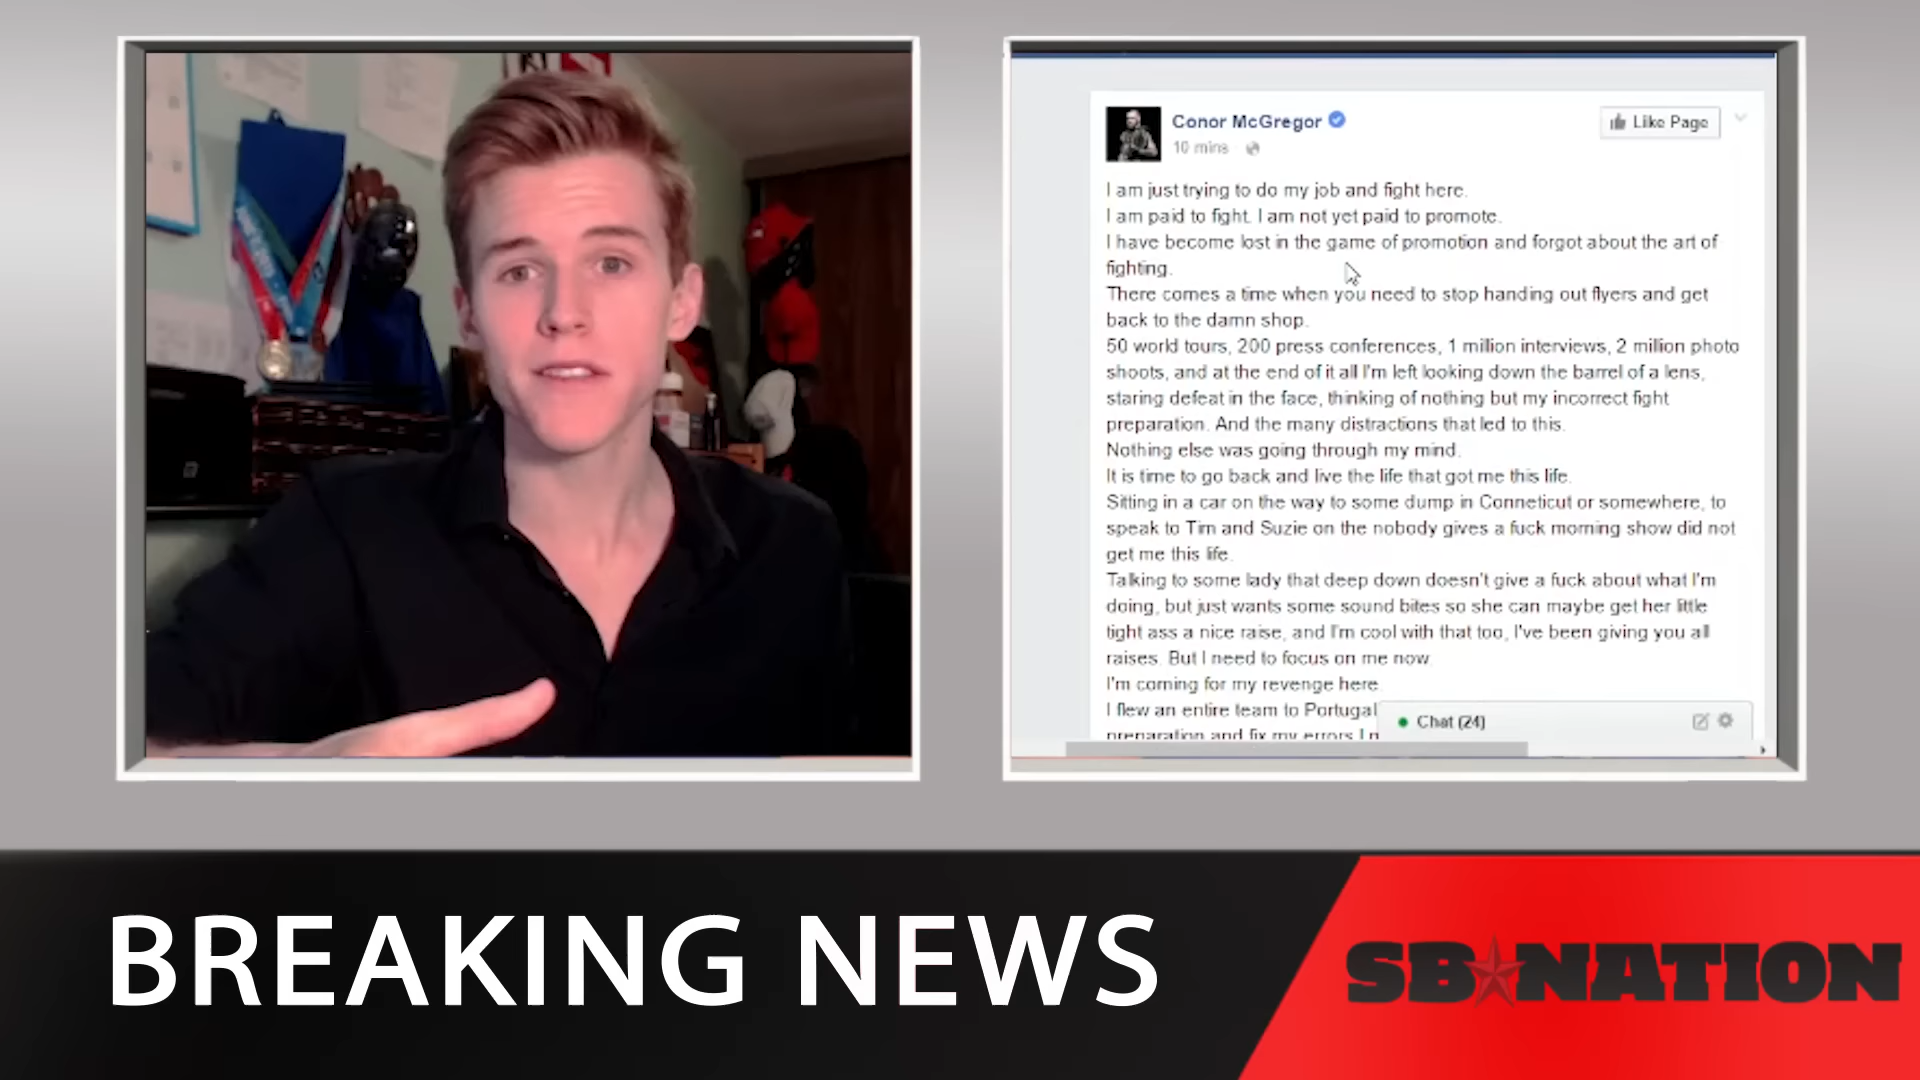 Conor McGregor
Like Page
10 mins
I am just trying to do my job and fight here.
I am paid to fight. I am not yet paid to promote.
I have become lost in the game of promotion and forgot about the art of
fighting.
There comes a time when you need to stop handing out flyers and get
back to the damn shop.
50 world tours, 200 press conferences, 1 million interviews, 2 million photo
shoots, and at the end of it all I'm left looking down the barrel of a lens,
staring defeat in the face, thinking of nothing but my incorrect fight
preparation. And the many distractions that led to this.
Nothing else was going through my mind.
It is time to go back and live the life that got me this life.
Sitting in a car on the way to some dump in Conneticut or somewhere, to
speak to Tim and Suzie on the nobody gives a fuck morning show did not
get me this life.
Talking to some lady that deep down doesn't give a fuck about what I'm
doing, but just wants some sound bites so she can maybe get her little
tight ass a nice raise, and I'm cool with that too, I've been giving you all
raises. But I need to focus on me now.
I'm coming for my revenge here.
I flew an entire team to Portugal
preparation and fix my errors I
Chat (24)
BREAKING NEWS
SB NATION